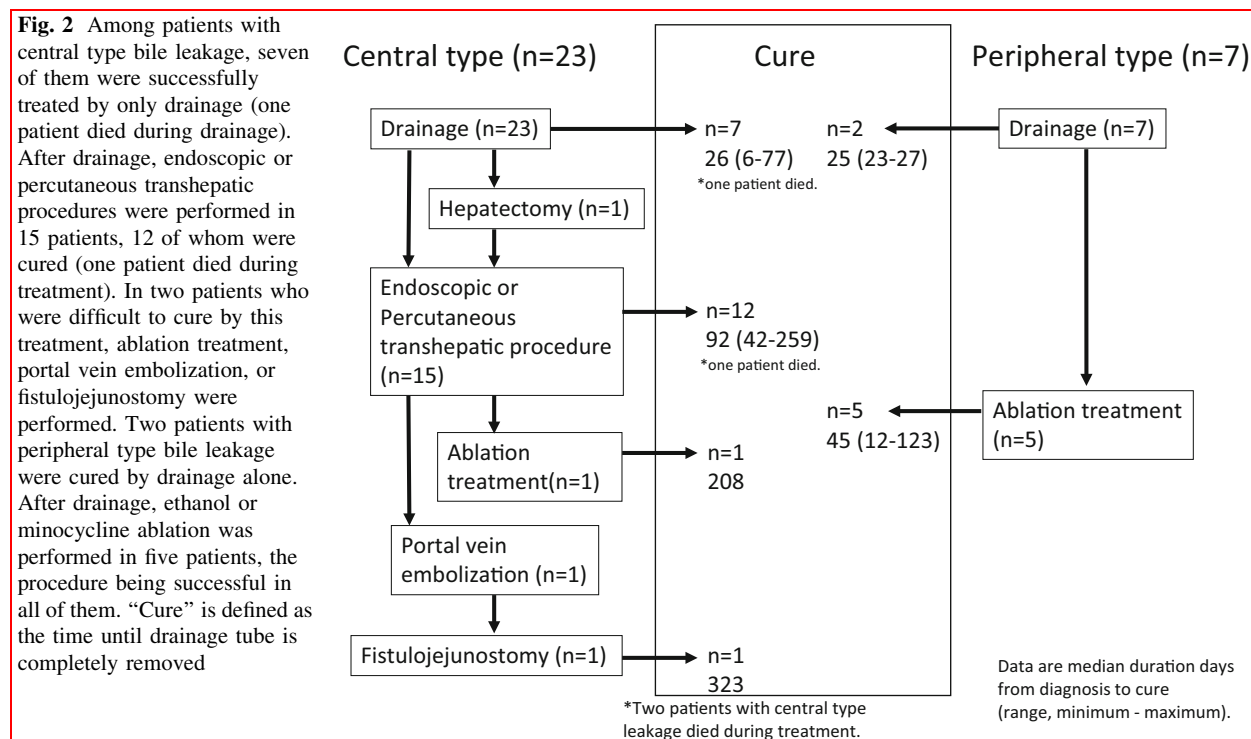 Fig. 2 Among patients with
central type bile leakage, seven
of them were successfully
treated by only drainage (one
patient died during drainage).
After drainage, endoscopic or
percutaneous transhepatic
procedures were performed in
15 patients, 12 of whom were
cured (one patient died during
treatment). In two patients who
were difficult to cure by this
treatment, ablation treatment,
portal vein embolization, or
fistulojejunostomy were
performed. Two patients with
peripheral type bile leakage
were cured by drainage alone.
After drainage, ethanol or
minocycline ablation was
performed in five patients, the
procedure being successful in
all of them. “Cure” is defined as
the time until drainage tube is
completely removed
Central type (n=23)
Cure
Peripheral type (n=7)
Drainage (n=23)
n=7
26 (6-77)
*one patient died.
n=2
25 (23-27)
Drainage (n=7)
Hepatectomy (n=1)
Endoscopic or
Percutaneous
transhepatic procedure
(n=15)
n=12
92 (42-259)
*one patient died.
n=5
45 (12-123)
Ablation treatment
(n=5)
Ablation
treatment(n=1)
n=1
208
Portal vein
embolization (n=1)
Fistulojejunostomy (n=1)
n=1
323
*Two patients with central type
leakage died during treatment.
Data are median duration days
from diagnosis to cure
(range, minimum - maximum).